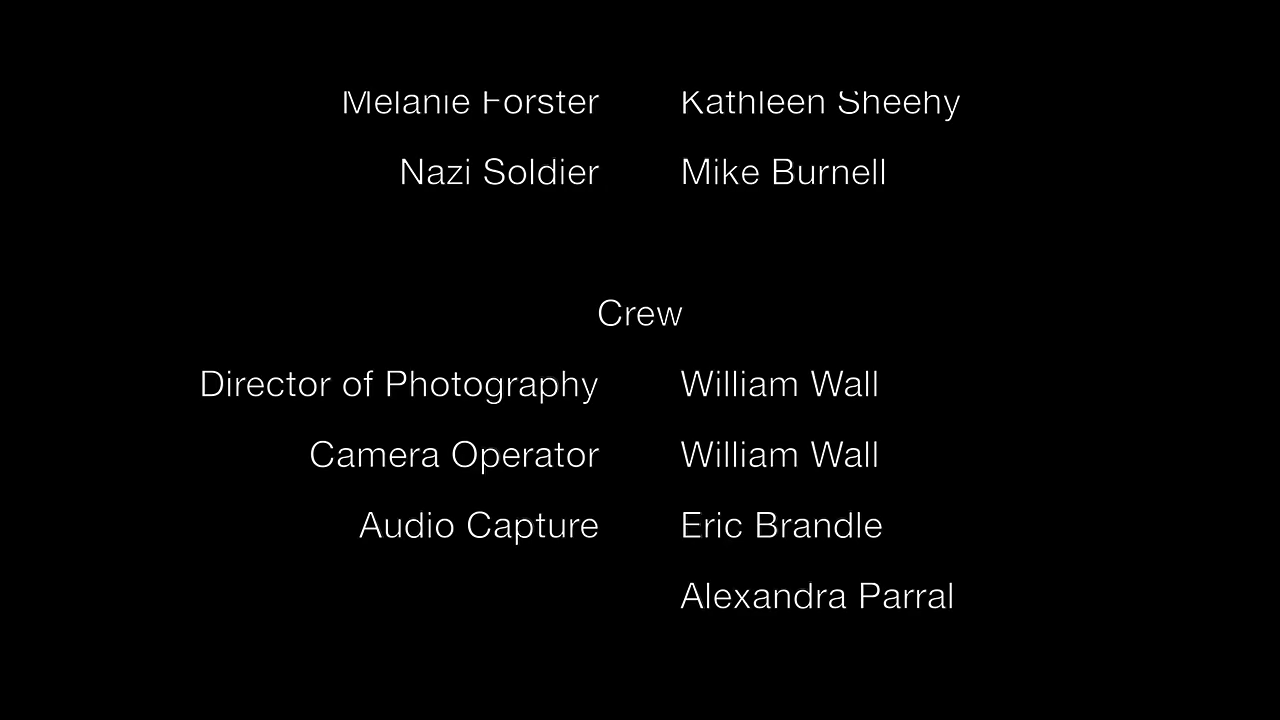 Melanie Forster Kathleen Sheehy
Nazi Soldier Mike Burnell
Crew
Director of Photography William Wall
Camera Operator William Wall
Audio Capture Eric Brandle
Alexandra Parral